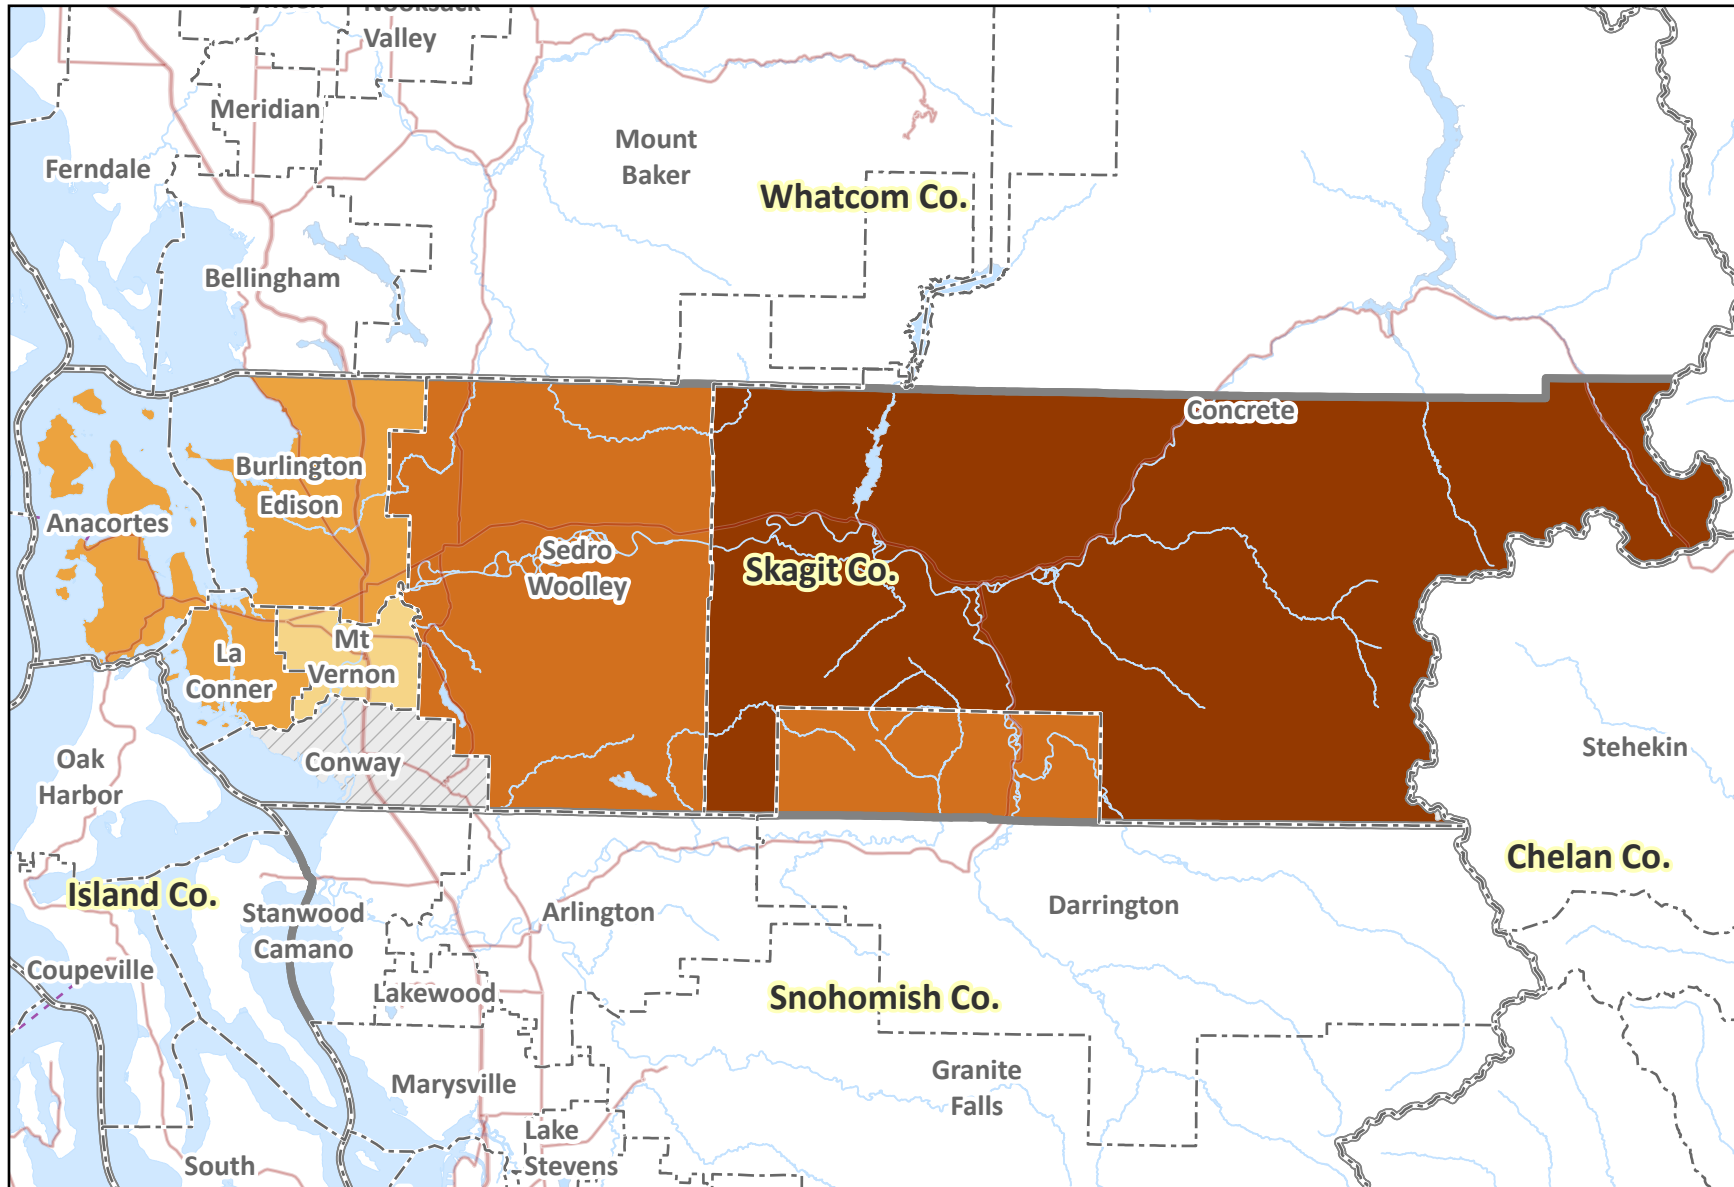 Lynden
Nooksack
Valley
Meridian
Ferndale
Mount
Baker
Whatcom Co.
Bellingham
Concrete
Burlington
Edison
Anacortes
Sedro
Woolley
Skagit Co.
La
Conner
Mt
Vernon
Conway
Oak
Harbor
Stehekin
Chelan Co.
Island Co.
Stanwood
Camano
Arlington
Darrington
Coupeville
Lakewood
Snohomish Co.
Marysville
Granite
Falls
Lake
Stevens
South